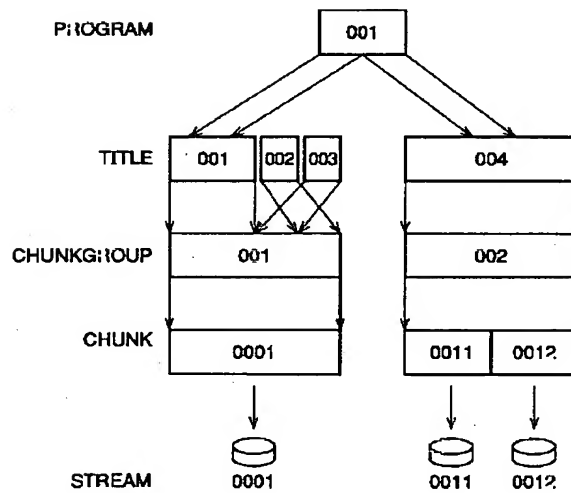 PROGRAM 001
TITLE 001 002 003 004
CHUNKGROUP 001 002
CHUNK 0001 0011 0012
STREAM 0001 0011 0012